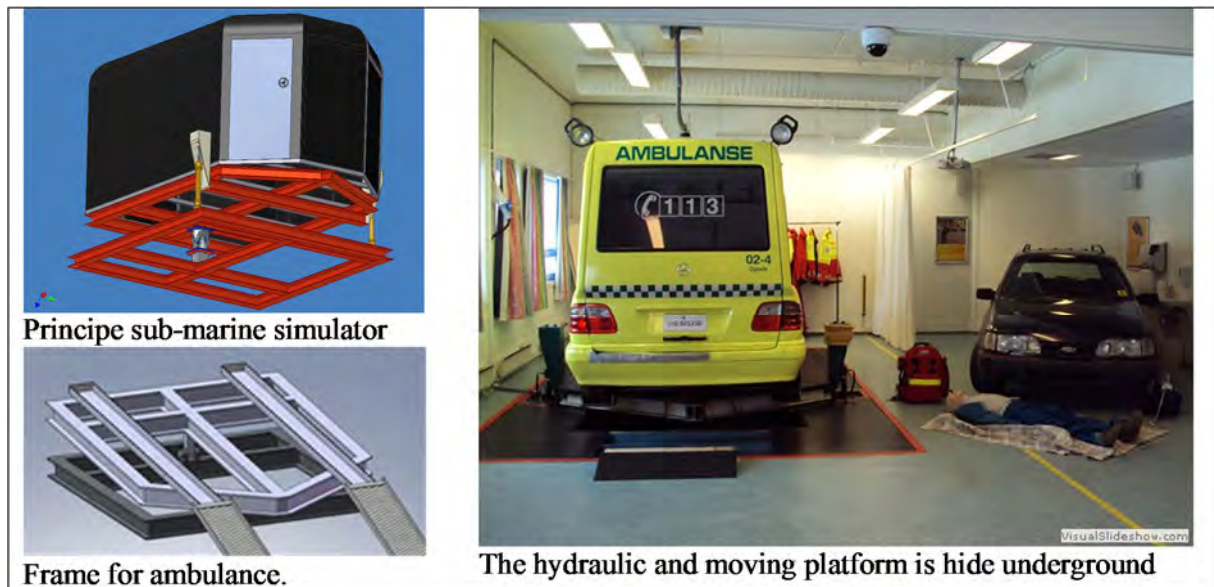 Principe sub-marine simulator
Frame for ambulance.
AMBULANSE
113
02-4
VisualSlideshow.com
The hydraulic and moving platform is hide underground